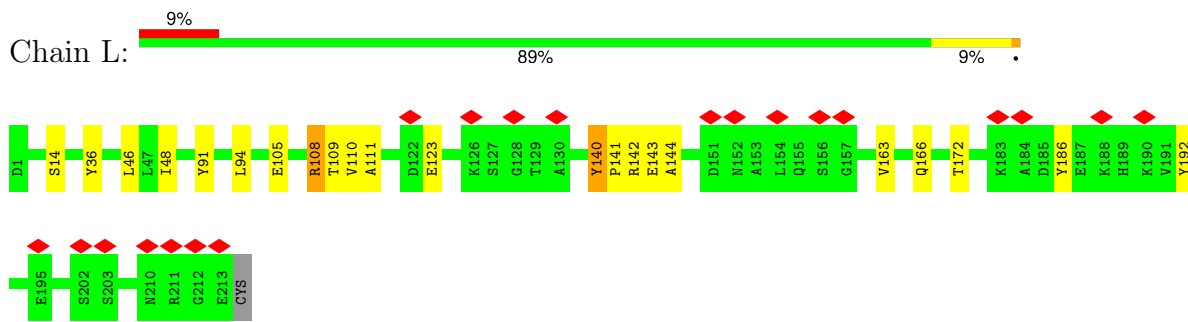 9%
Chain L:
89% 9% •
D1 S14 Y36 L46 L47 I48 Y91 L94 E105 R108 T109 V110 A111 D122 E123 K126 S127 G128 T129 A130 Y140 P141 R142 E143 A144 D151 N152 A153 L154 Q155 S156 G157 V163 Q166 T172 K183 A184 D185 Y186 E187 K188 H189 K190 V191 Y192
E195 S202 S203 N210 R211 G212 E213 CYS